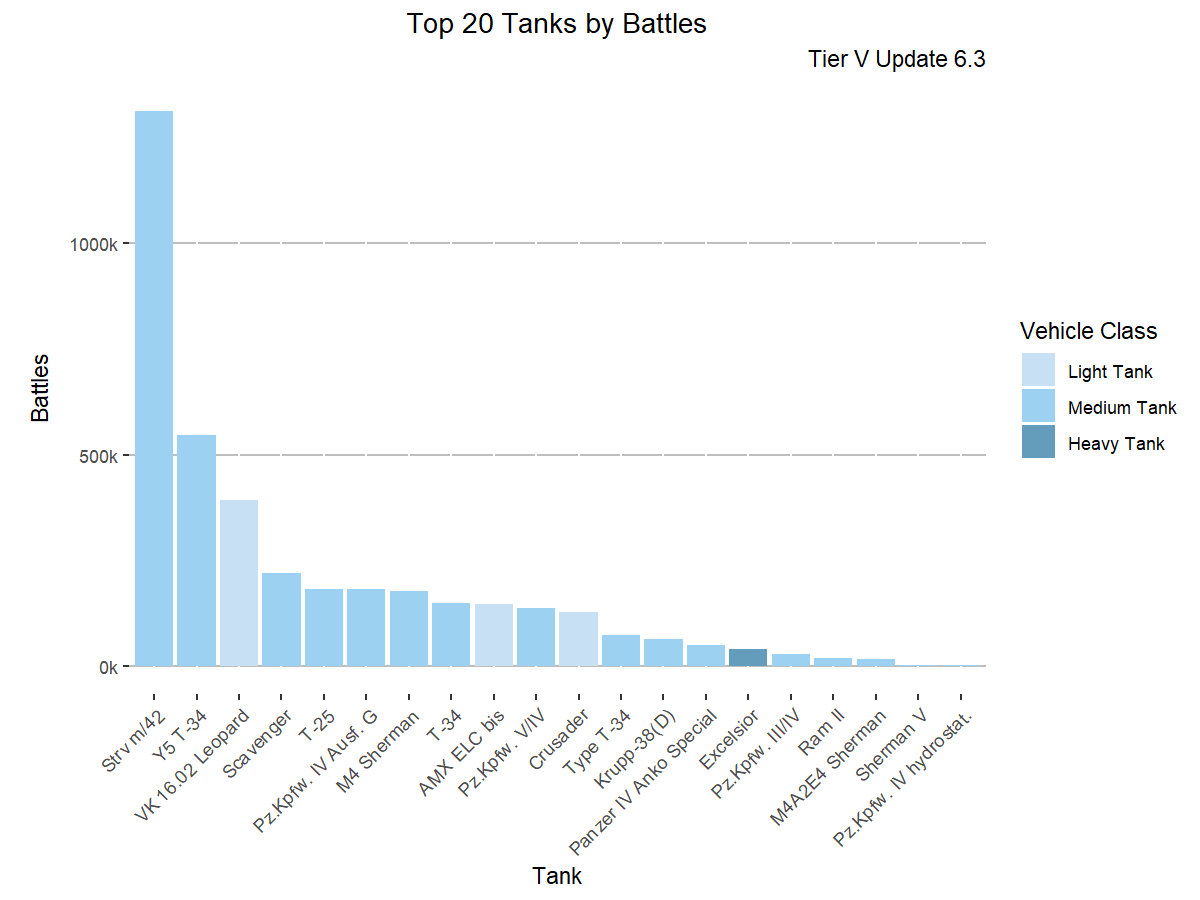 Top 20 Tanks by Battles
Tier V Update 6.3
1000k
500k
0k
Battles
Strv m/42
Y5 T-34
VK 16.02 Leopard
Scavenger
T-25
Pz.Kpfw. IV Ausf. G
M4 Sherman
T-34
AMX ELC bis
Pz.Kpfw. V/IV
Crusader
Type T-34
Krupp-38(D)
Panzer IV Anko Special
Excelsior
Pz.Kpfw. III/IV
Ram II
M4A2E4 Sherman
Sherman V
Pz.Kpfw. IV hydrostat.
Tank
Vehicle Class
Light Tank
Medium Tank
Heavy Tank